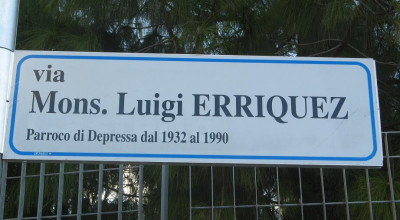 via
Mons. Luigi ERRIQUEZ
Parroco di Depressa dal 1932 al 1990